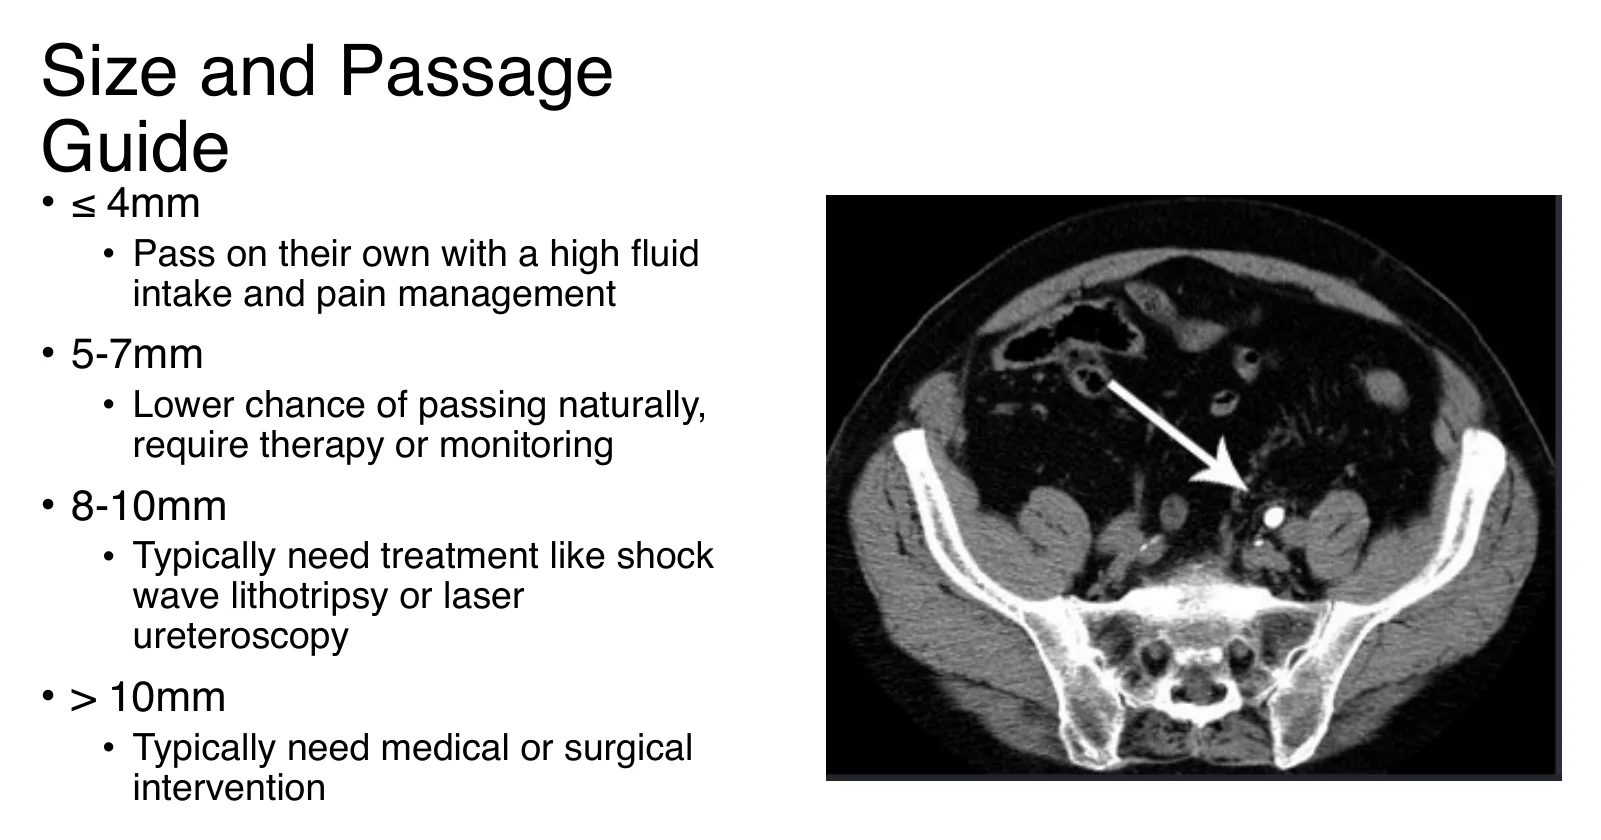 Size and Passage
Guide
• ≤ 4mm
• Pass on their own with a high fluid
intake and pain management
• 5-7mm
• Lower chance of passing naturally,
require therapy or monitoring
• 8-10mm
• Typically need treatment like shock
wave lithotripsy or laser
ureteroscopy
• > 10mm
• Typically need medical or surgical
intervention